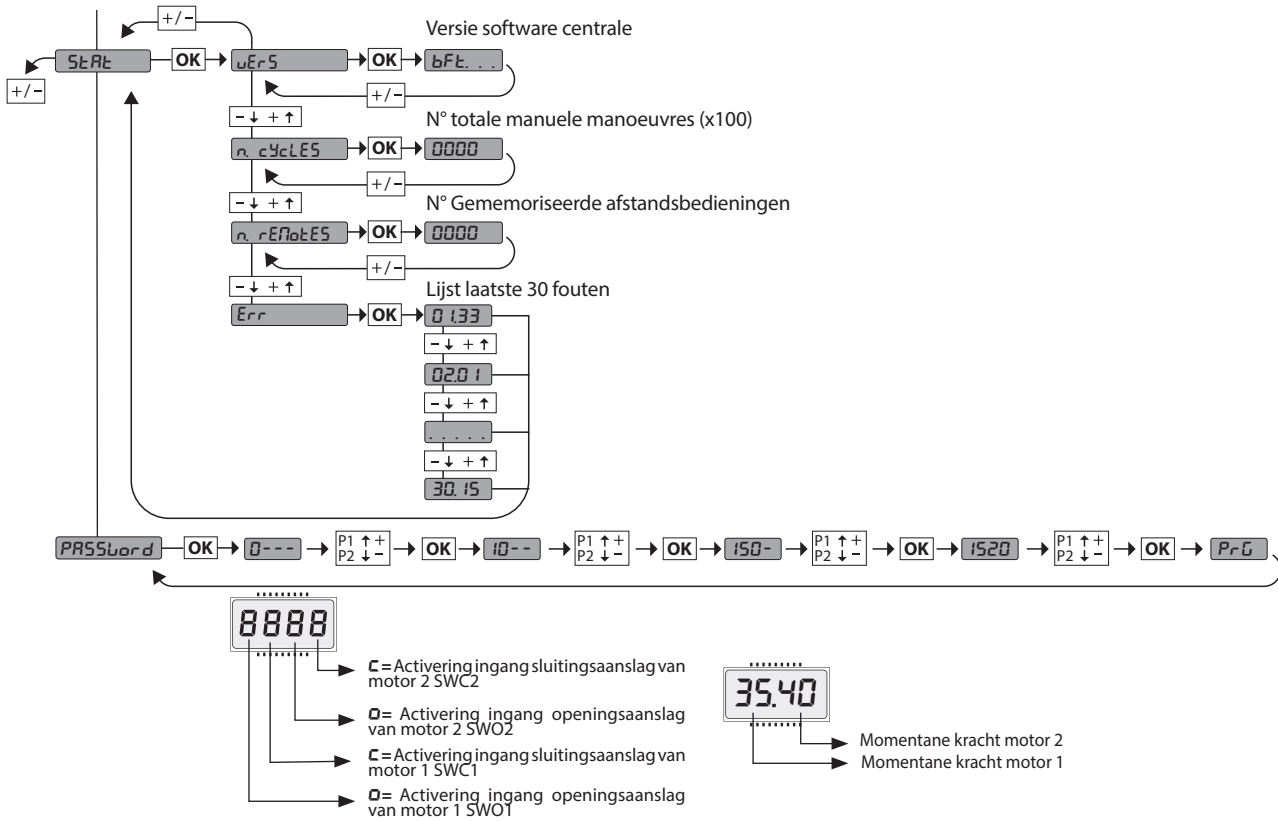 +/-
Versie software centrale
StAt OK vErS OK bFt. . .
+/-
+/-
- ↓ + ↑
N° totale manuele manoeuvres (x100)
n. cYcLES OK 0000
+/-
- ↓ + ↑
N° Gememoriseerde afstandsbedieningen
n. rEMotES OK 0000
+/-
- ↓ + ↑
Lijst laatste 30 fouten
Err OK 01.33
- ↓ + ↑
02.01
- ↓ + ↑
. . . . .
- ↓ + ↑
30.15
PASSword OK 0--- P1 ↑ + OK 10-- P1 ↑ + OK 150- P1 ↑ + OK 1520 P1 ↑ + OK PrG
P2 ↓ - P2 ↓ - P2 ↓ - P2 ↓ -
8888
C= Activering ingang sluitingsaanslag van
motor 2 SWC2
O= Activering ingang openingsaanslag
van motor 2 SWO2
C= Activering ingang sluitingsaanslag van
motor 1 SWC1
O= Activering ingang openingsaanslag
van motor 1 SWO1
35.40
Momentane kracht motor 2
Momentane kracht motor 1